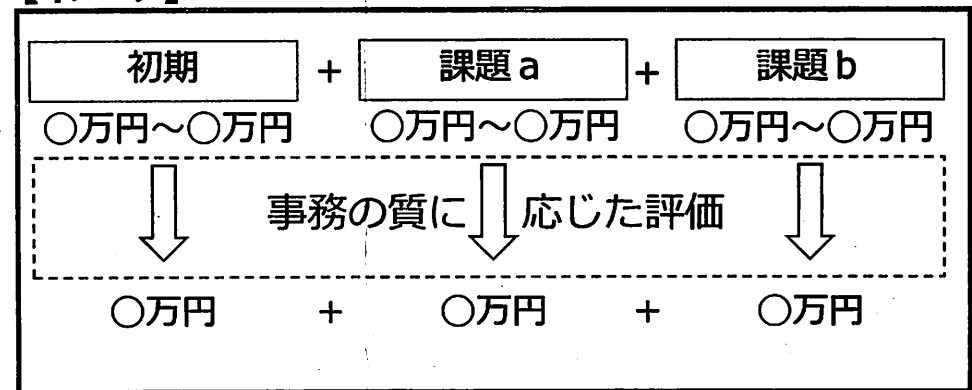 初期 + 課題a + 課題b
○万円～○万円 ○万円～○万円 ○万円～○万円
事務の質に応じた評価
○万円 + ○万円 + ○万円